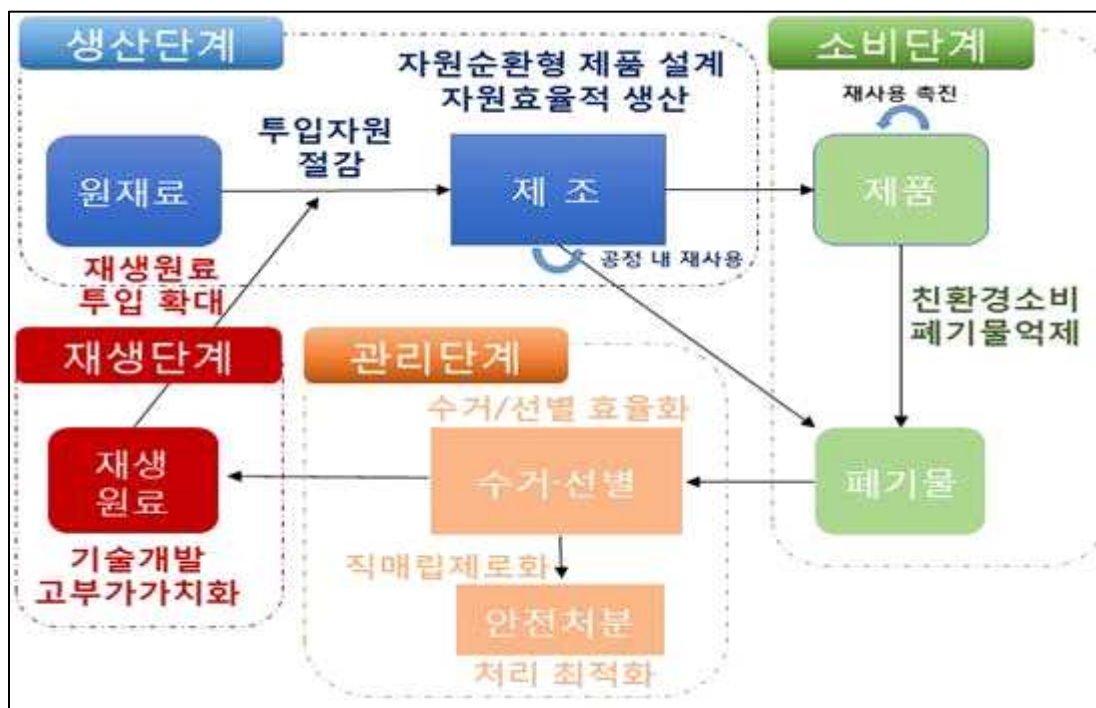 생산단계
자원순환형 제품 설계
자원효율적 생산
투입자원
절감
원재료
제 조
공정 내 재사용
소비단계
재사용 촉진
제품
친환경소비
폐기물억제
폐기물
재생원료
투입 확대
재생단계
재생
원료
기술개발
고부가가치화
관리단계
수거/선별 효율화
수거·선별
직매립제로화
안전처분
처리 최적화